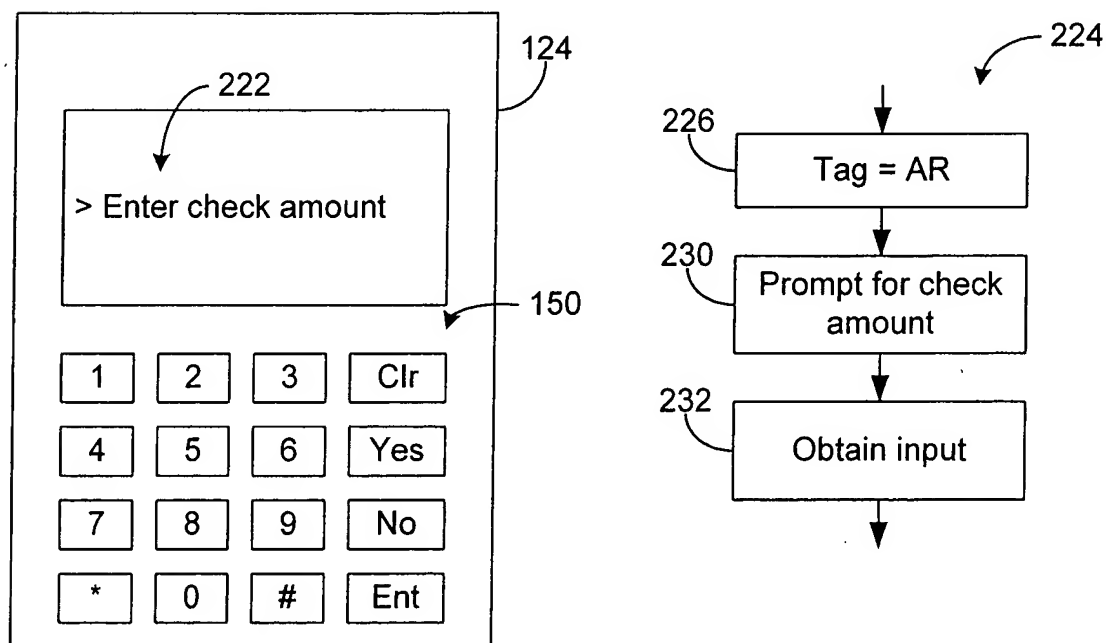 124
222
> Enter check amount
150
1 2 3 Clr
4 5 6 Yes
7 8 9 No
* 0 # Ent
224
226
Tag = AR
230
Prompt for check
amount
232
Obtain input